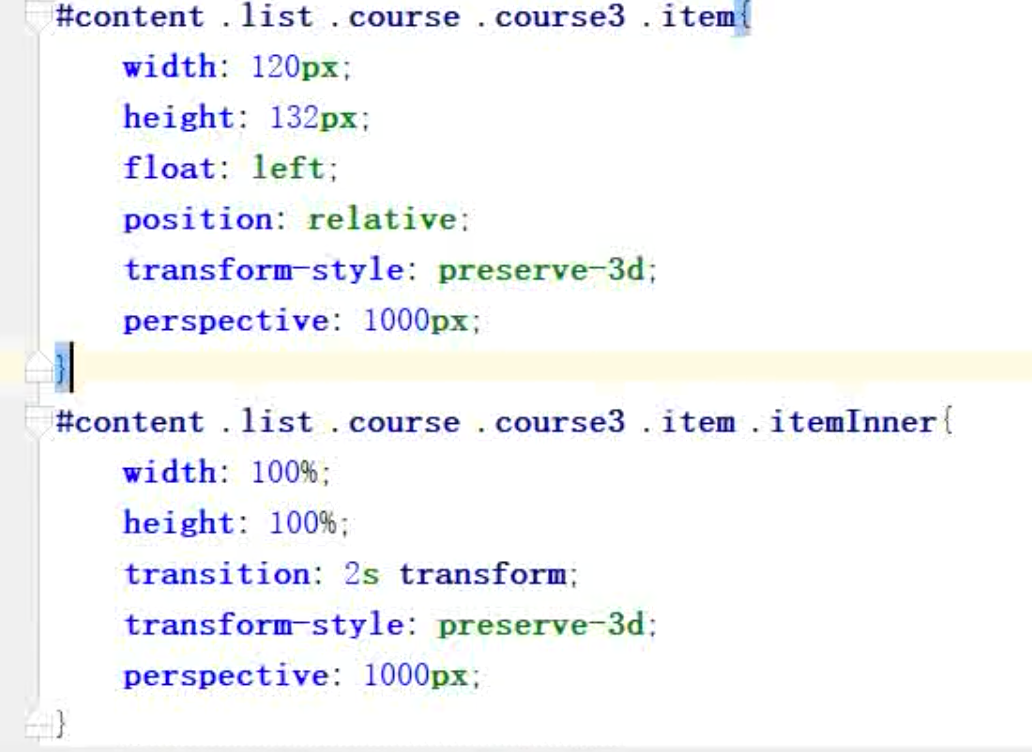 #content .list .course .course3 .item{
width: 120px;
height: 132px;
float: left;
position: relative;
transform-style: preserve-3d;
perspective: 1000px;
}
#content .list .course .course3 .item .itemInner{
width: 100%;
height: 100%;
transition: 2s transform;
transform-style: preserve-3d;
perspective: 1000px;
}